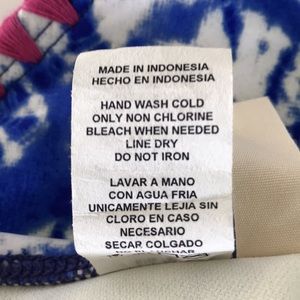 MADE IN INDONESIA
HECHO EN INDONESIA
HAND WASH COLD
ONLY NON CHLORINE
BLEACH WHEN NEEDED
LINE DRY
DO NOT IRON
LAVAR A MANO
CON AGUA FRIA
UNICAMENTE LEJIA SIN
CLORO EN CASO
NECESARIO
SECAR COLGADO